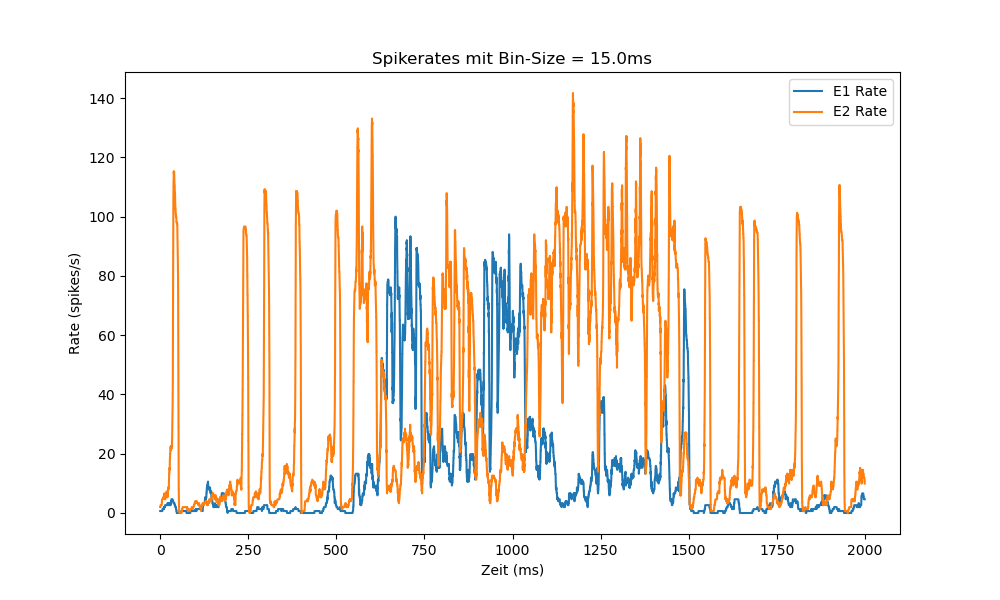 Spikerates mit Bin-Size = 15.0ms
E1 Rate
E2 Rate
140
120
100
80
60
40
20
0
Rate (spikes/s)
0 250 500 750 1000 1250 1500 1750 2000
Zeit (ms)